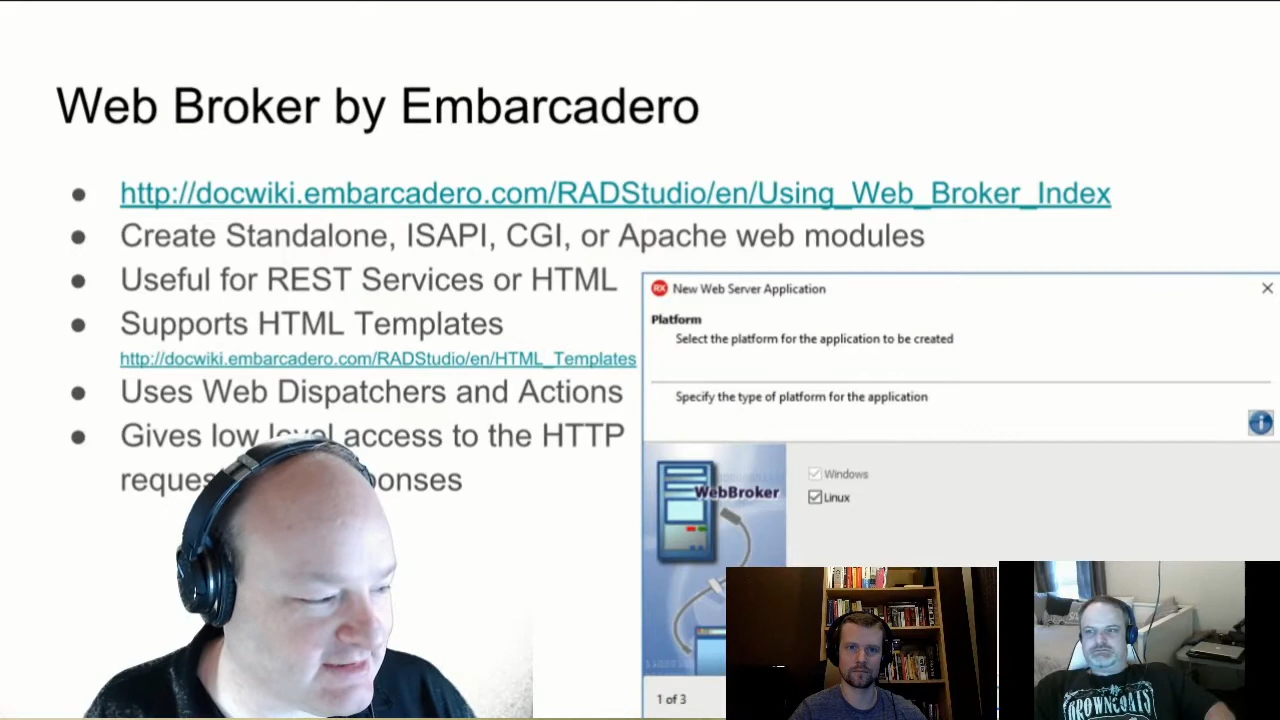 Web Broker by Embarcadero
● http://docwiki.embarcadero.com/RADStudio/en/Using_Web_Broker_Index
● Create Standalone, ISAPI, CGI, or Apache web modules
● Useful for REST Services or HTML
● Supports HTML Templates
http://docwiki.embarcadero.com/RADStudio/en/HTML_Templates
● Uses Web Dispatchers and Actions
● Gives low level access to the HTTP
RX New Web Server Application
Platform
Select the platform for the application to be created
Specify the type of platform for the application
WebBroker
Windows
Linux
1 of 3
BROWNCOATS